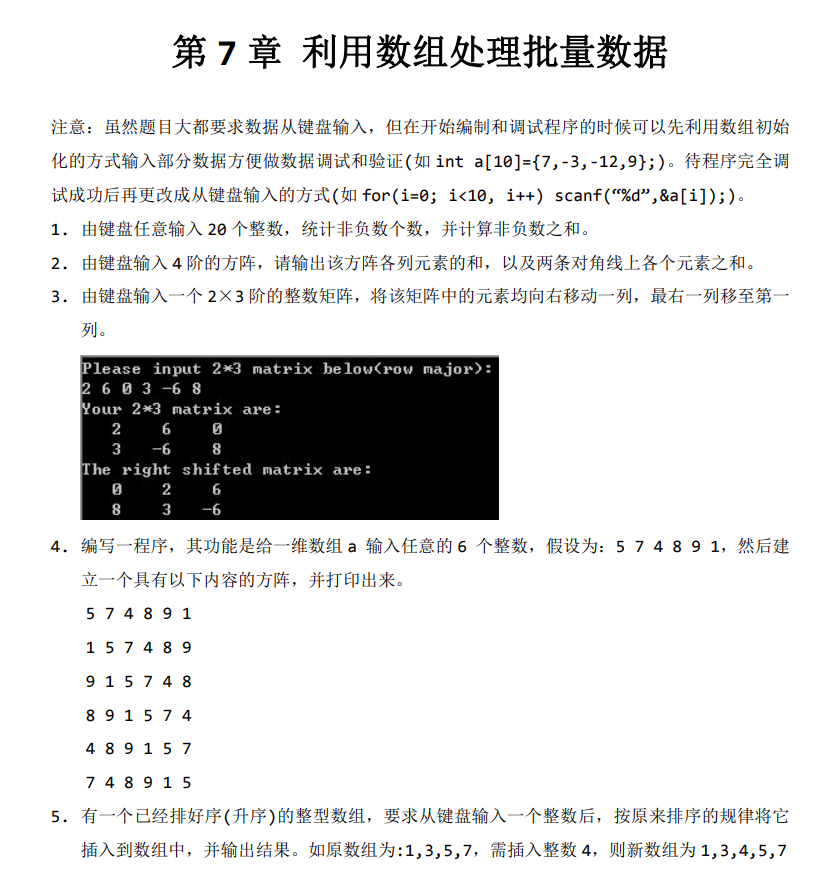 第 7 章 利用数组处理批量数据
注意：虽然题目大都要求数据从键盘输入，但在开始编制和调试程序的时候可以先利用数组初始
化的方式输入部分数据方便做数据调试和验证(如 int a[10]={7,-3,-12,9};)。待程序完全调
试成功后再更改成从键盘输入的方式(如 for(i=0; i<10, i++) scanf(“%d”,&a[i]);)。
1. 由键盘任意输入 20 个整数，统计非负数个数，并计算非负数之和。
2. 由键盘输入 4 阶的方阵，请输出该方阵各列元素的和，以及两条对角线上各个元素之和。
3. 由键盘输入一个 2×3 阶的整数矩阵，将该矩阵中的元素均向右移动一列，最右一列移至第一
列。
Please input 2*3 matrix below(row major):
2 6 0 3 -6 8
Your 2*3 matrix are:
2 6 0
3 -6 8
The right shifted matrix are:
0 2 6
8 3 -6
4. 编写一程序，其功能是给一维数组 a 输入任意的 6 个整数，假设为：5 7 4 8 9 1，然后建
立一个具有以下内容的方阵，并打印出来。
5 7 4 8 9 1
1 5 7 4 8 9
9 1 5 7 4 8
8 9 1 5 7 4
4 8 9 1 5 7
7 4 8 9 1 5
5. 有一个已经排好序(升序)的整型数组，要求从键盘输入一个整数后，按原来排序的规律将它
插入到数组中，并输出结果。如原数组为:1,3,5,7，需插入整数 4，则新数组为 1,3,4,5,7